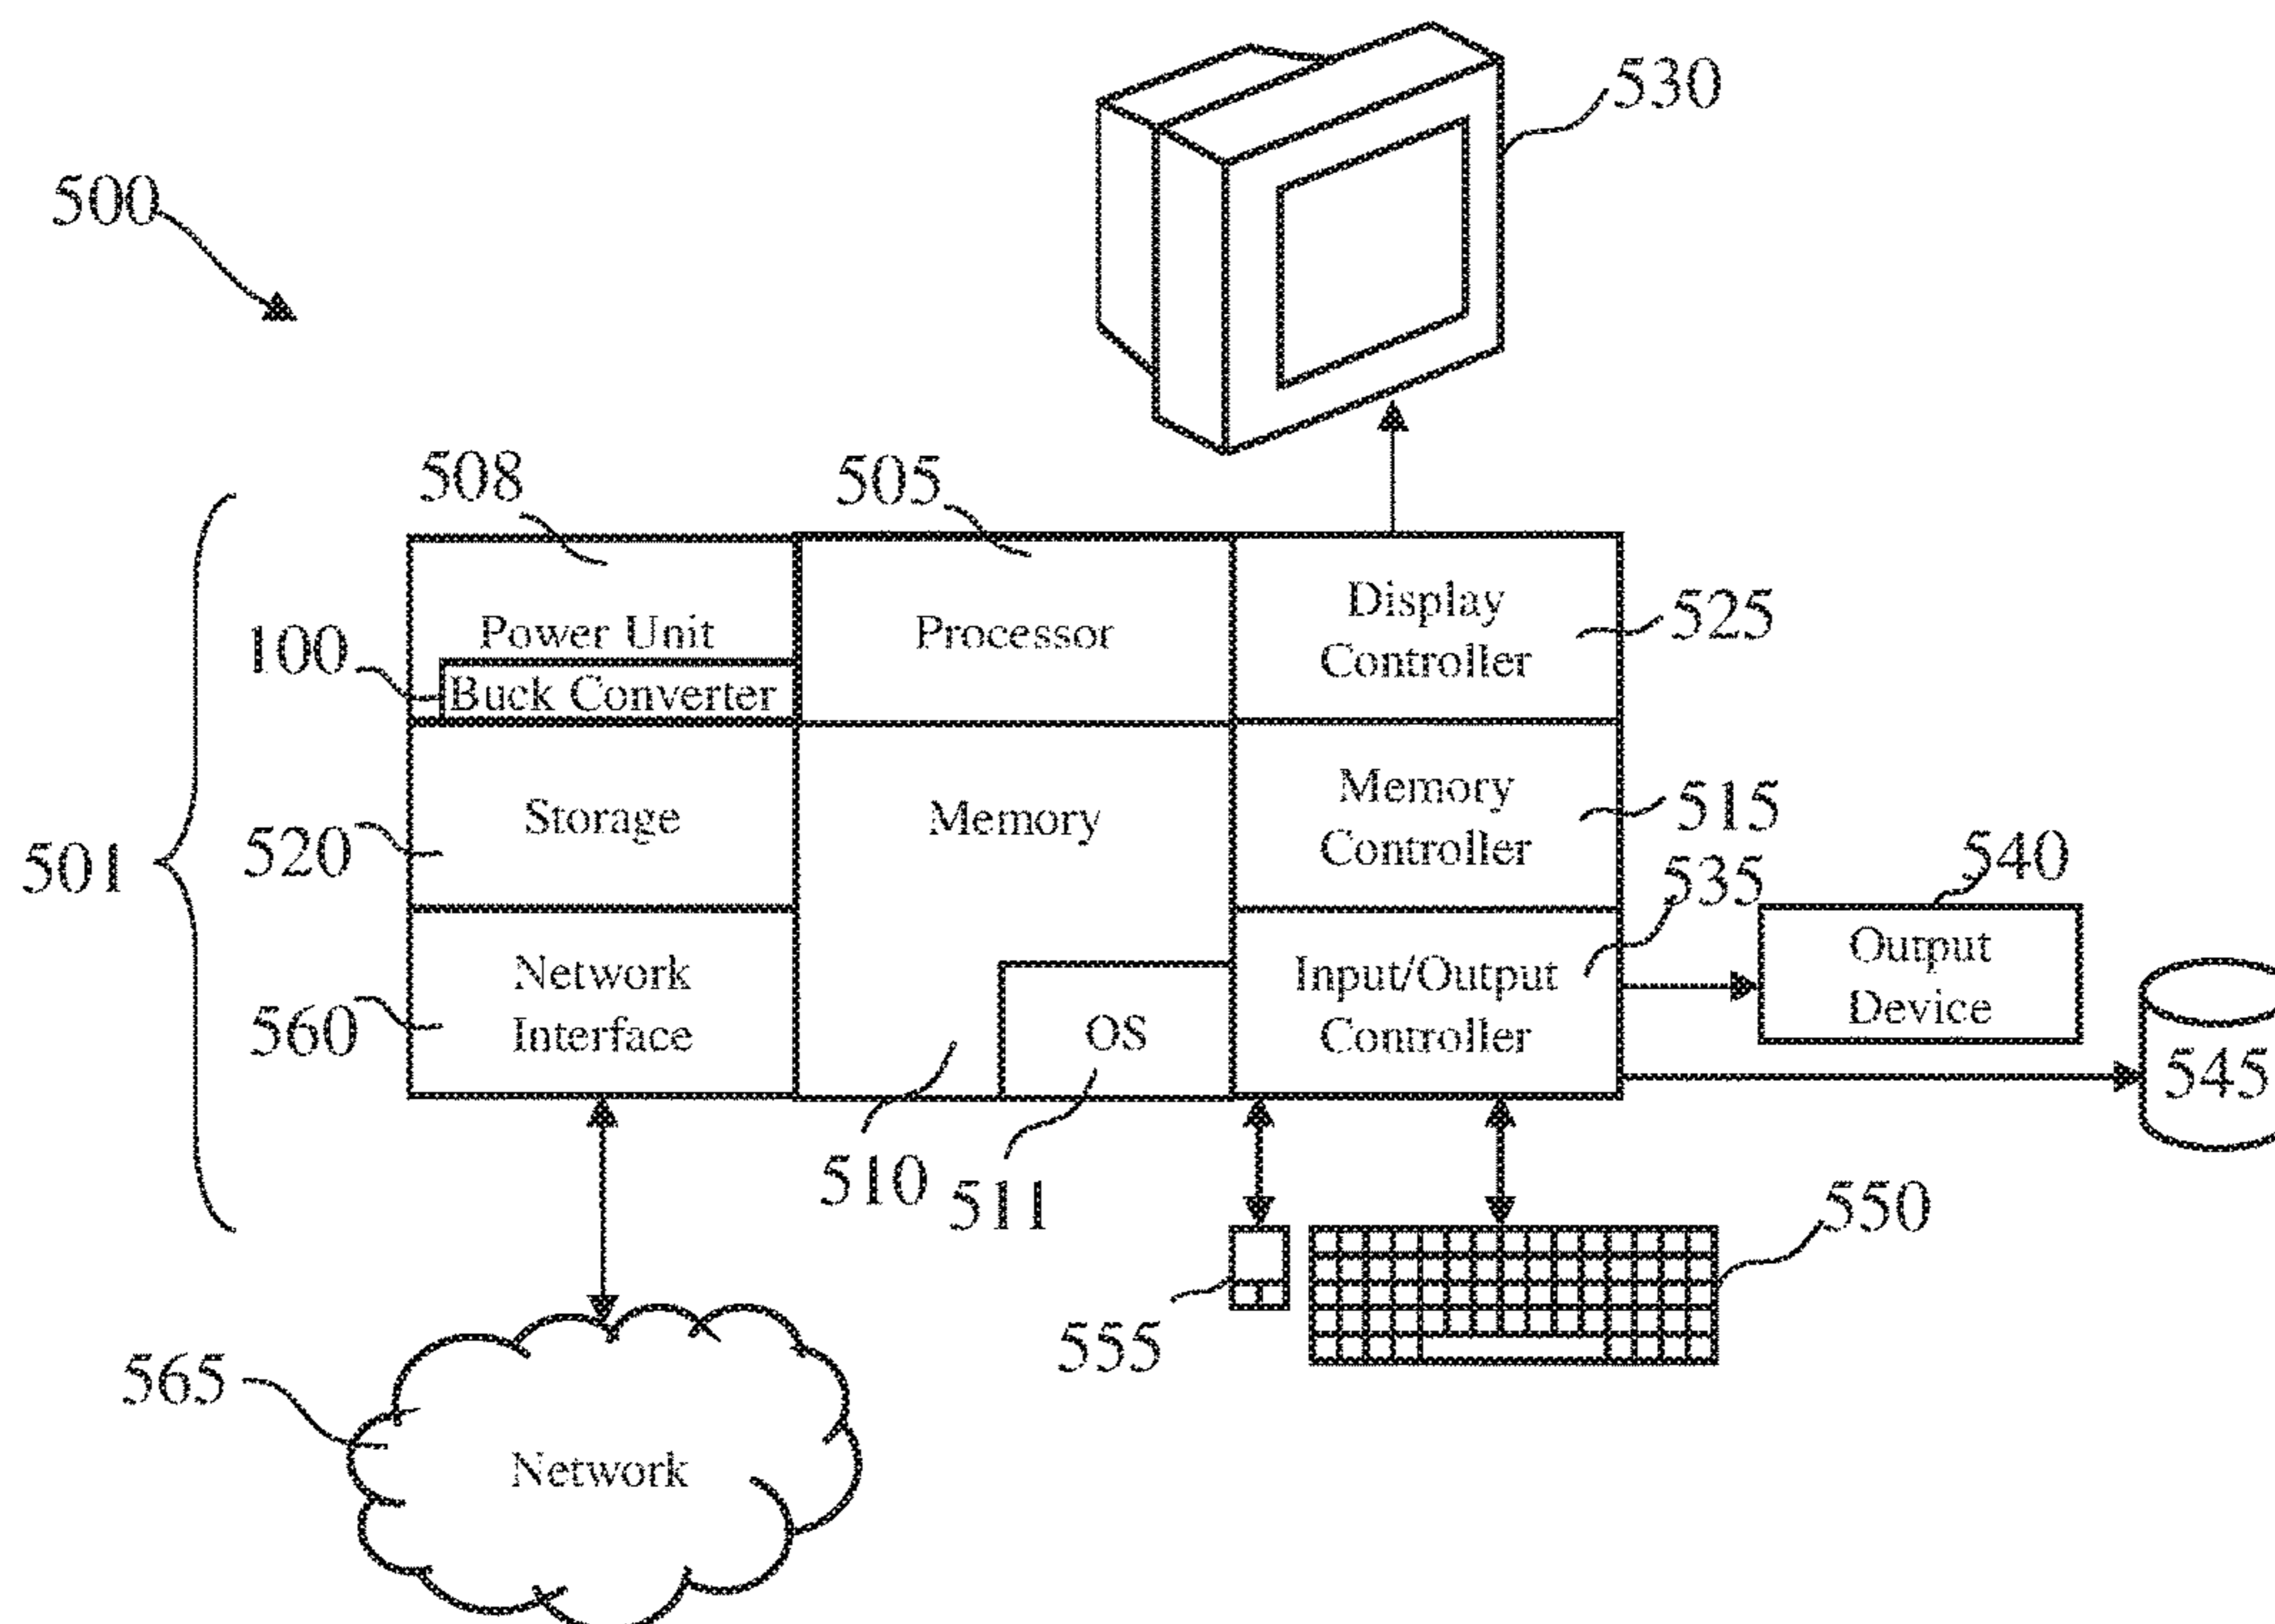 530
500
508
505
Power Unit
Processor
Display
Controller
525
100
Buck Converter
Storage
Memory
Memory
Controller
515
501
520
540
535
Network
Interface
560
OS
Input/Output
Controller
Output
Device
545
510
511
550
555
565
Network